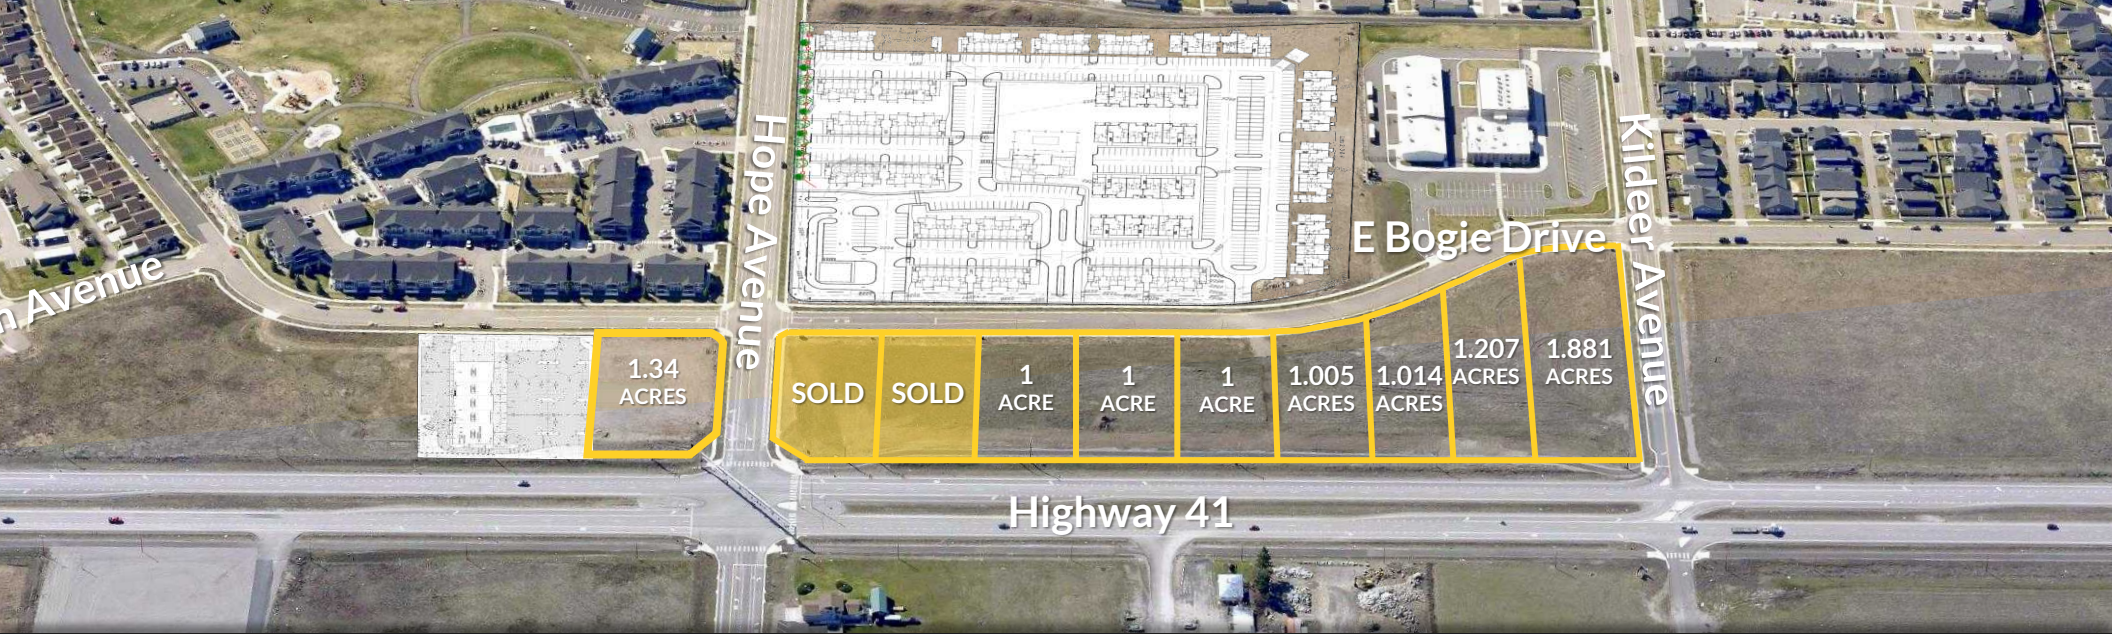 Hope Avenue
Kildeer Avenue
E Bogie Drive
Avenue
1.34
ACRES
SOLD
SOLD
1
ACRE
1
ACRE
1
ACRE
1.005
ACRES
1.014
ACRES
1.207
ACRES
1.881
ACRES
Highway 41